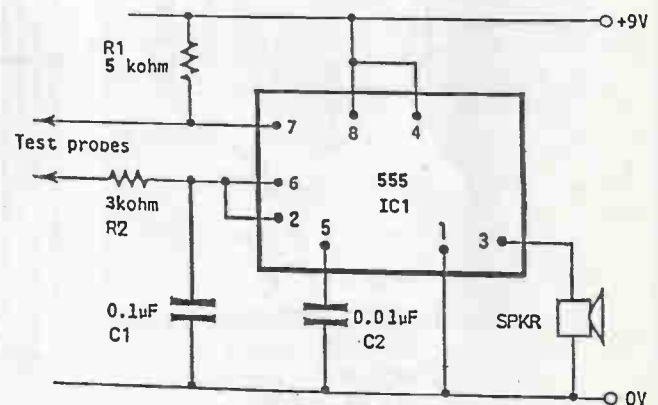 +9V
R1
5 kohm
7
8
4
Test probes
6
555
IC1
3kohm
R2
2
5
1
3
0.1µF
C1
0.01µF
C2
SPKR
0V